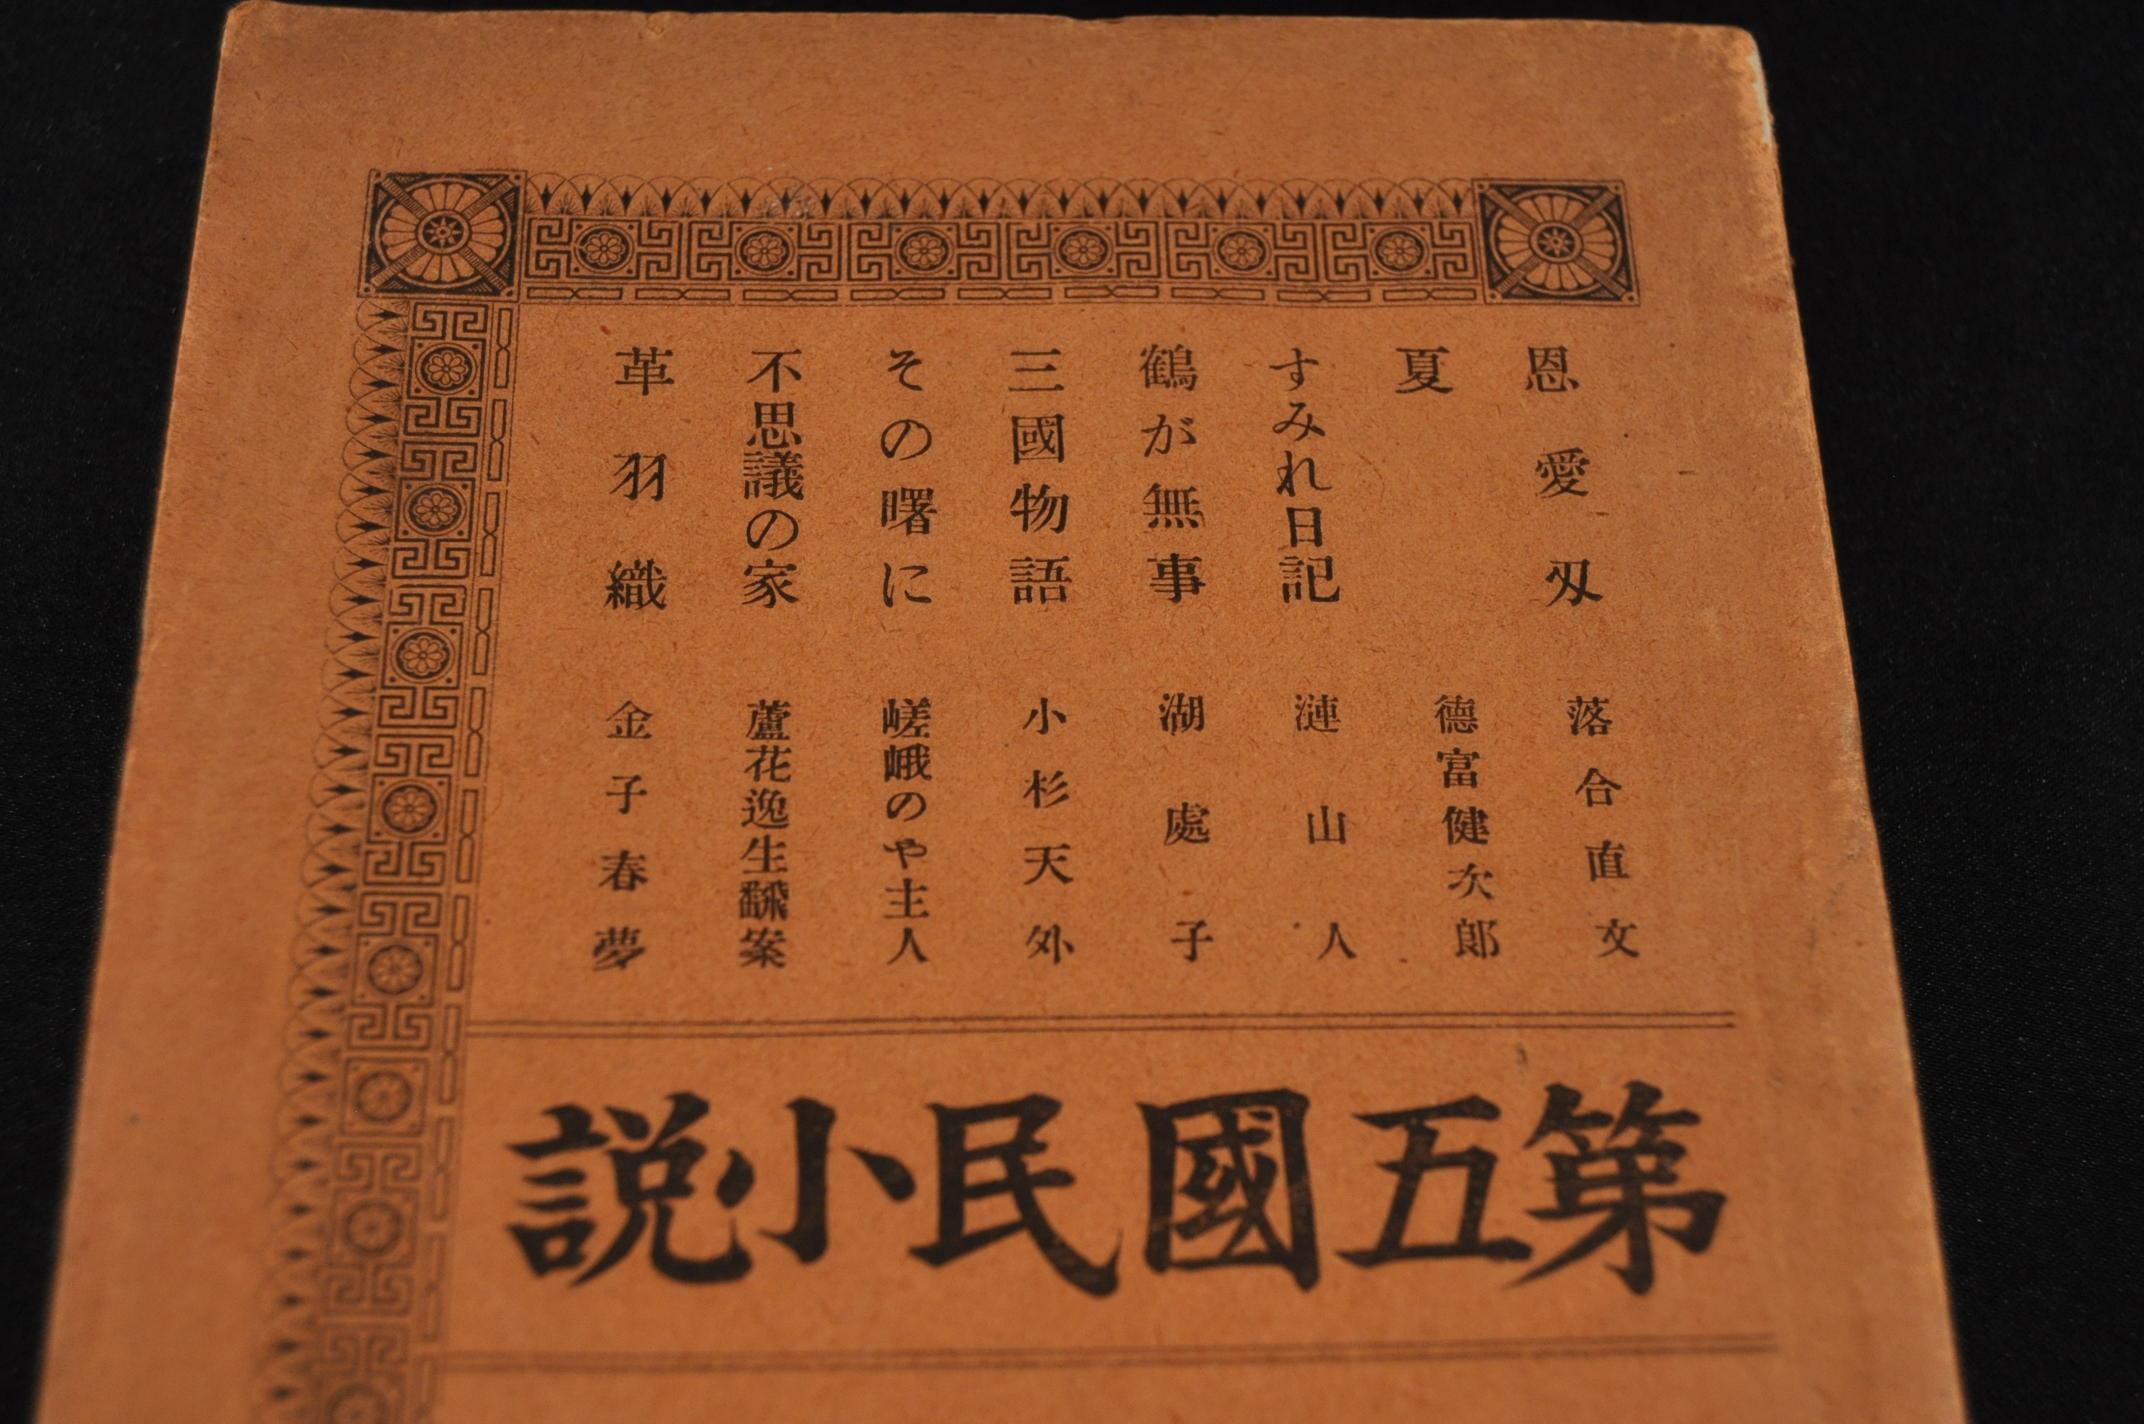 恩愛刄 落合直文
夏 德富健次郎
すみれ日記 漣山人
鶴が無事 湖處子
三國物語 小杉天外
その曙に 嵯峨のや主人
不思議の家 蘆花逸生飜案
革羽織 金子春夢
第五國民小説